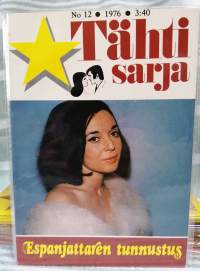 No 12 • 1976 • 3:40
Tähti
sarja
Espanjattaren tunnustus